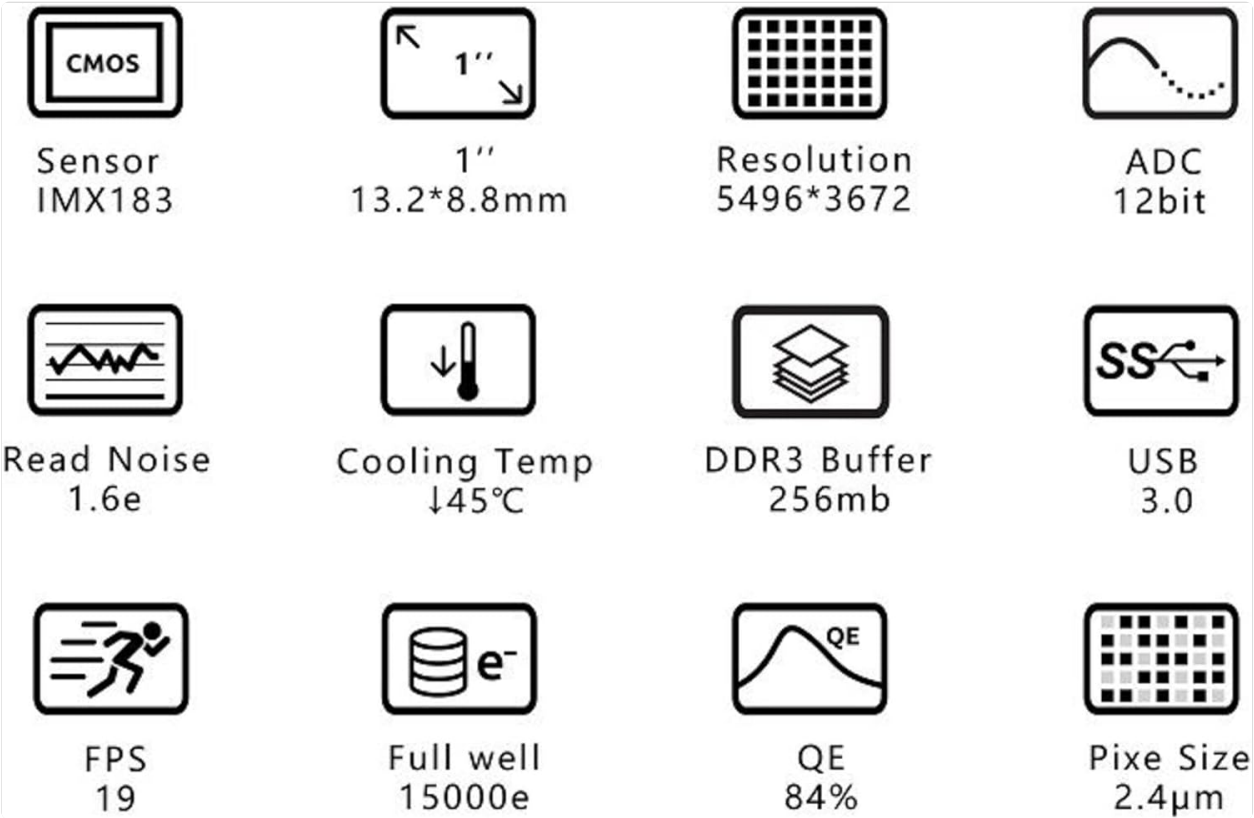 CMOS
1′′
Sensor
IMX183
1′′
13.2*8.8mm
Resolution
5496*3672
ADC
12bit
SS
Read Noise
1.6e
Cooling Temp
↓45℃
DDR3 Buffer
256mb
USB
3.0
e⁻
QE
FPS
19
Full well
15000e
QE
84%
Pixe Size
2.4μm